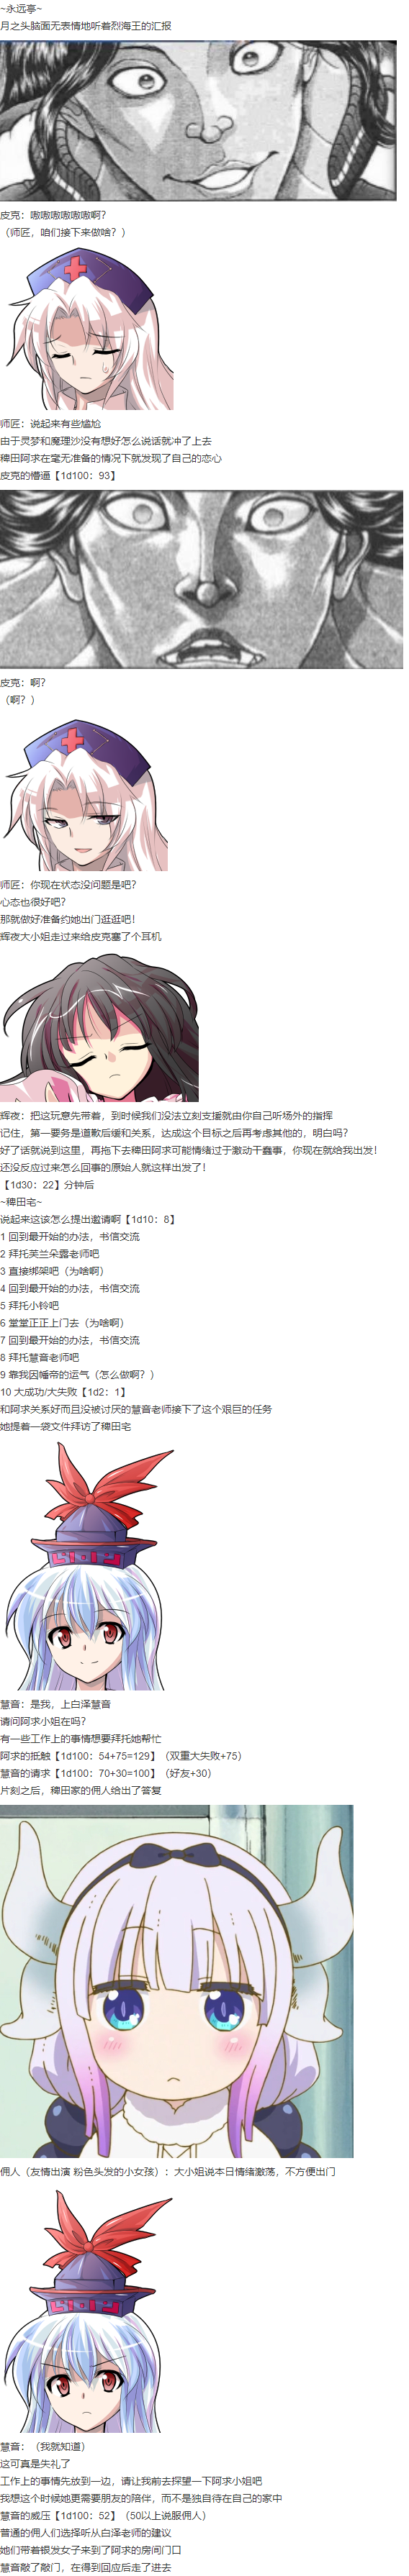 ~永远亭~
月之头脑面无表情地听着烈海王的汇报
皮克：嗷嗷嗷嗷嗷嗷啊？
（师匠，咱们接下来做啥？）
师匠：说起来有些尴尬
由于灵梦和魔理沙没有想好怎么说话就冲了上去
稗田阿求在毫无准备的情况下就发现了自己的恋心
皮克的懵逼【1d100：93】
皮克：啊？
（啊？）
师匠：你现在状态没问题是吧？
心态也很好吧？
那就做好准备约她出门逛逛吧！
辉夜大小姐走过来给皮克塞了个耳机
辉夜：把这玩意先带着，到时候我们没法立刻支援就由你自己听场外的指挥
记住，第一要务是道歉后缓和关系，达成这个目标之后再考虑其他的，明白吗？
好了话就说到这里，再拖下去稗田阿求可能情绪过于激动干蠢事，你现在就给我出发！
还没反应过来怎么回事的原始人就这样出发了！
【1d30：22】分钟后
~稗田宅~
说起来这该怎么提出邀请啊【1d10：8】
1 回到最开始的办法，书信交流
2 拜托芙兰朵露老师吧
3 直接绑架吧（为啥啊）
4 回到最开始的办法，书信交流
5 拜托小铃吧
6 堂堂正正上门去（为啥啊）
7 回到最开始的办法，书信交流
8 拜托慧音老师吧
9 靠我因幡帝的运气（怎么做啊？）
10 大成功/大失败【1d2：1】
和阿求关系好而且没被讨厌的慧音老师接下了这个艰巨的任务
她提着一袋文件拜访了稗田宅
慧音：是我，上白泽慧音
请问阿求小姐在吗？
有一些工作上的事情想要拜托她帮忙
阿求的抵触【1d100：54+75=129】（双重大失败+75）
慧音的请求【1d100：70+30=100】（好友+30）
片刻之后，稗田家的佣人给出了答复
佣人（友情出演 粉色头发的小女孩）：大小姐说本日情绪激荡，不方便出门
慧音：（我就知道）
这可真是失礼了
工作上的事情先放到一边，请让我前去探望一下阿求小姐吧
我想这个时候她更需要朋友的陪伴，而不是独自待在自己的家中
慧音的威压【1d100：52】（50以上说服佣人）
普通的佣人们选择听从白泽老师的建议
她们带着银发女子来到了阿求的房间门口
慧音敲了敲门，在得到回应后走了进去